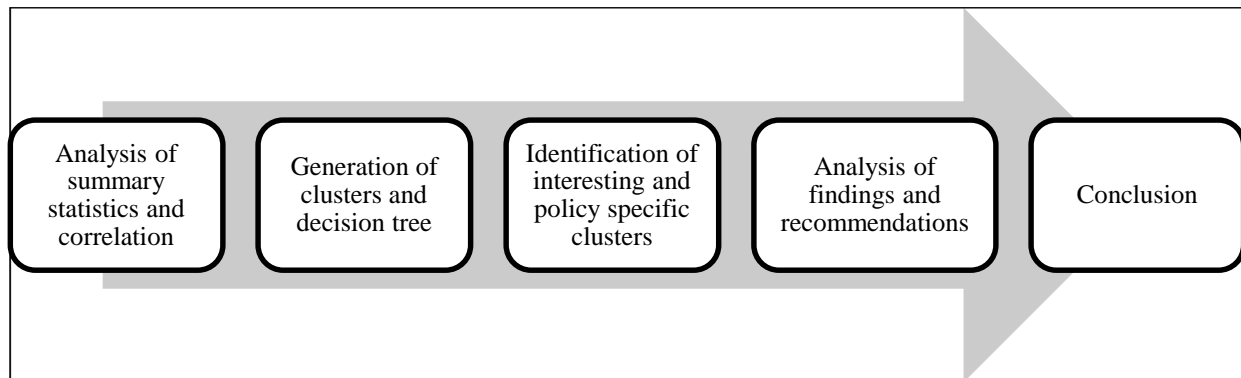 Analysis of
summary
statistics and
correlation
Generation of
clusters and
decision tree
Identification of
interesting and
policy specific
clusters
Analysis of
findings and
recommendations
Conclusion